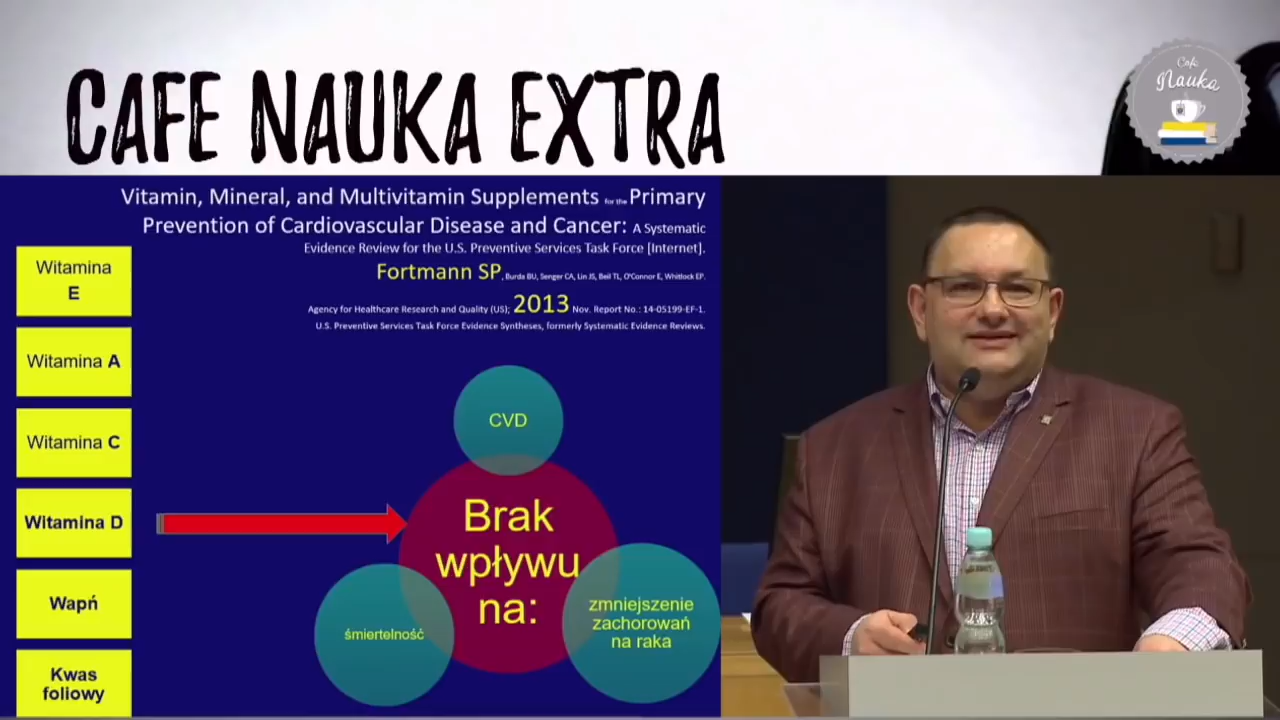 CAFE NAUKA EXTRA
Cafe
Nauka
Vitamin, Mineral, and Multivitamin Supplements for the Primary
Prevention of Cardiovascular Disease and Cancer: A Systematic
Evidence Review for the U.S. Preventive Services Task Force [Internet].
Fortmann SP, Burda BU, Senger CA, Lin JS, Beil TL, O'Connor E, Whitlock EP.
Agency for Healthcare Research and Quality (US); 2013 Nov. Report No.: 14-05199-EF-1.
U.S. Preventive Services Task Force Evidence Syntheses, formerly Systematic Evidence Reviews.
Witamina
E
Witamina A
Witamina C
Witamina D
Wapń
Kwas
foliowy
CVD
Brak
wpływu
na:
śmiertelność
zmniejszenie
zachorowań
na raka